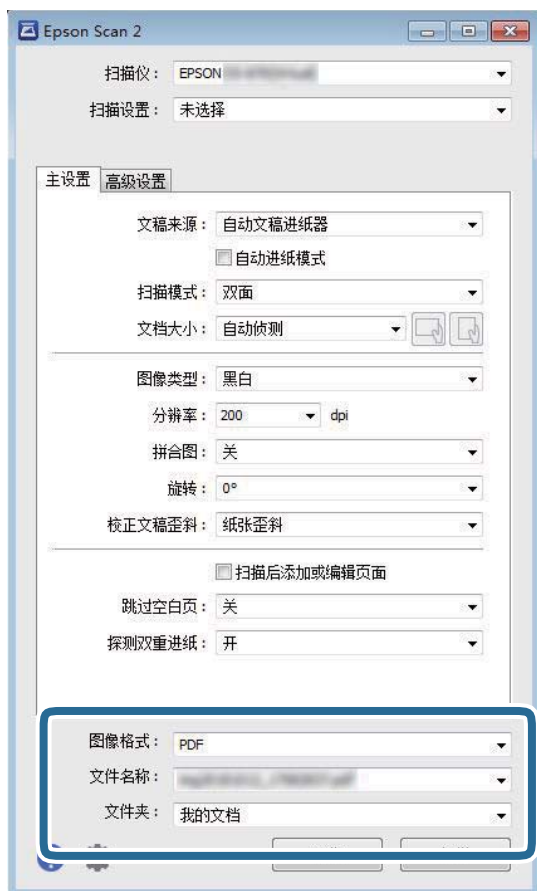 Epson Scan 2
扫描仪： EPSON
扫描设置： 未选择
主设置 高级设置
文稿来源： 自动文稿进纸器
自动进纸模式
扫描模式： 双面
文档大小： 自动侦测
图像类型： 黑白
分辨率： 200 dpi
拼合图： 关
旋转： 0°
校正文稿歪斜： 纸张歪斜
扫描后添加或编辑页面
跳过空白页： 关
探测双重进纸： 开
图像格式： PDF
文件名称：
文件夹： 我的文档